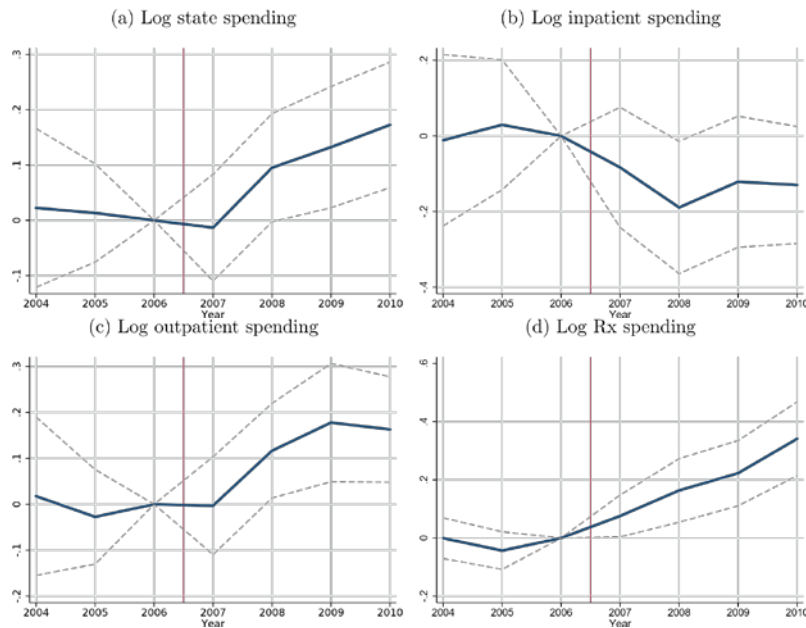 (a) Log state spending
.3
.2
.1
0
-.1
2004 2005 2006 2007 2008 2009 2010
Year
(b) Log inpatient spending
.2
0
-.2
-.4
2004 2005 2006 2007 2008 2009 2010
Year
(c) Log outpatient spending
.3
.2
.1
0
-.1
-.2
2004 2005 2006 2007 2008 2009 2010
Year
(d) Log Rx spending
.6
.4
.2
0
-.2
2004 2005 2006 2007 2008 2009 2010
Year